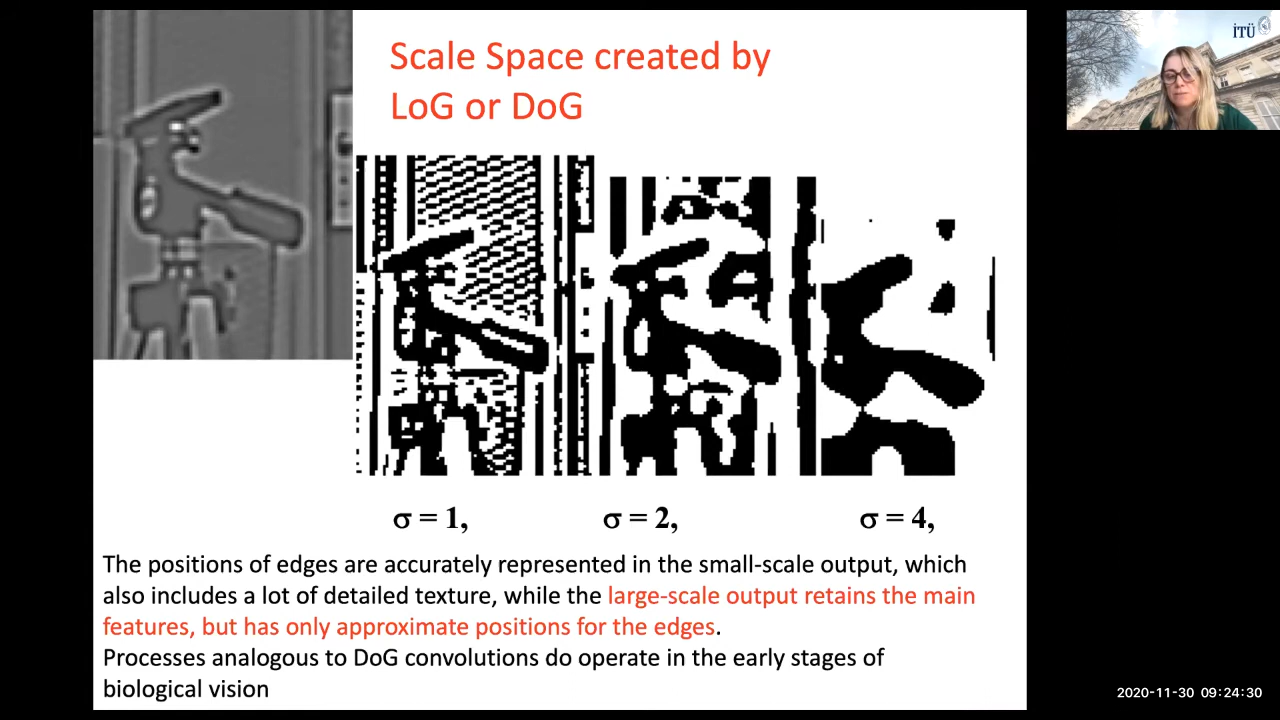 Scale Space created by
LoG or DoG
σ = 1,
σ = 2,
σ = 4,
The positions of edges are accurately represented in the small-scale output, which
also includes a lot of detailed texture, while the large-scale output retains the main
features, but has only approximate positions for the edges.
Processes analogous to DoG convolutions do operate in the early stages of
biological vision
İTÜ
2020-11-30 09:24:30